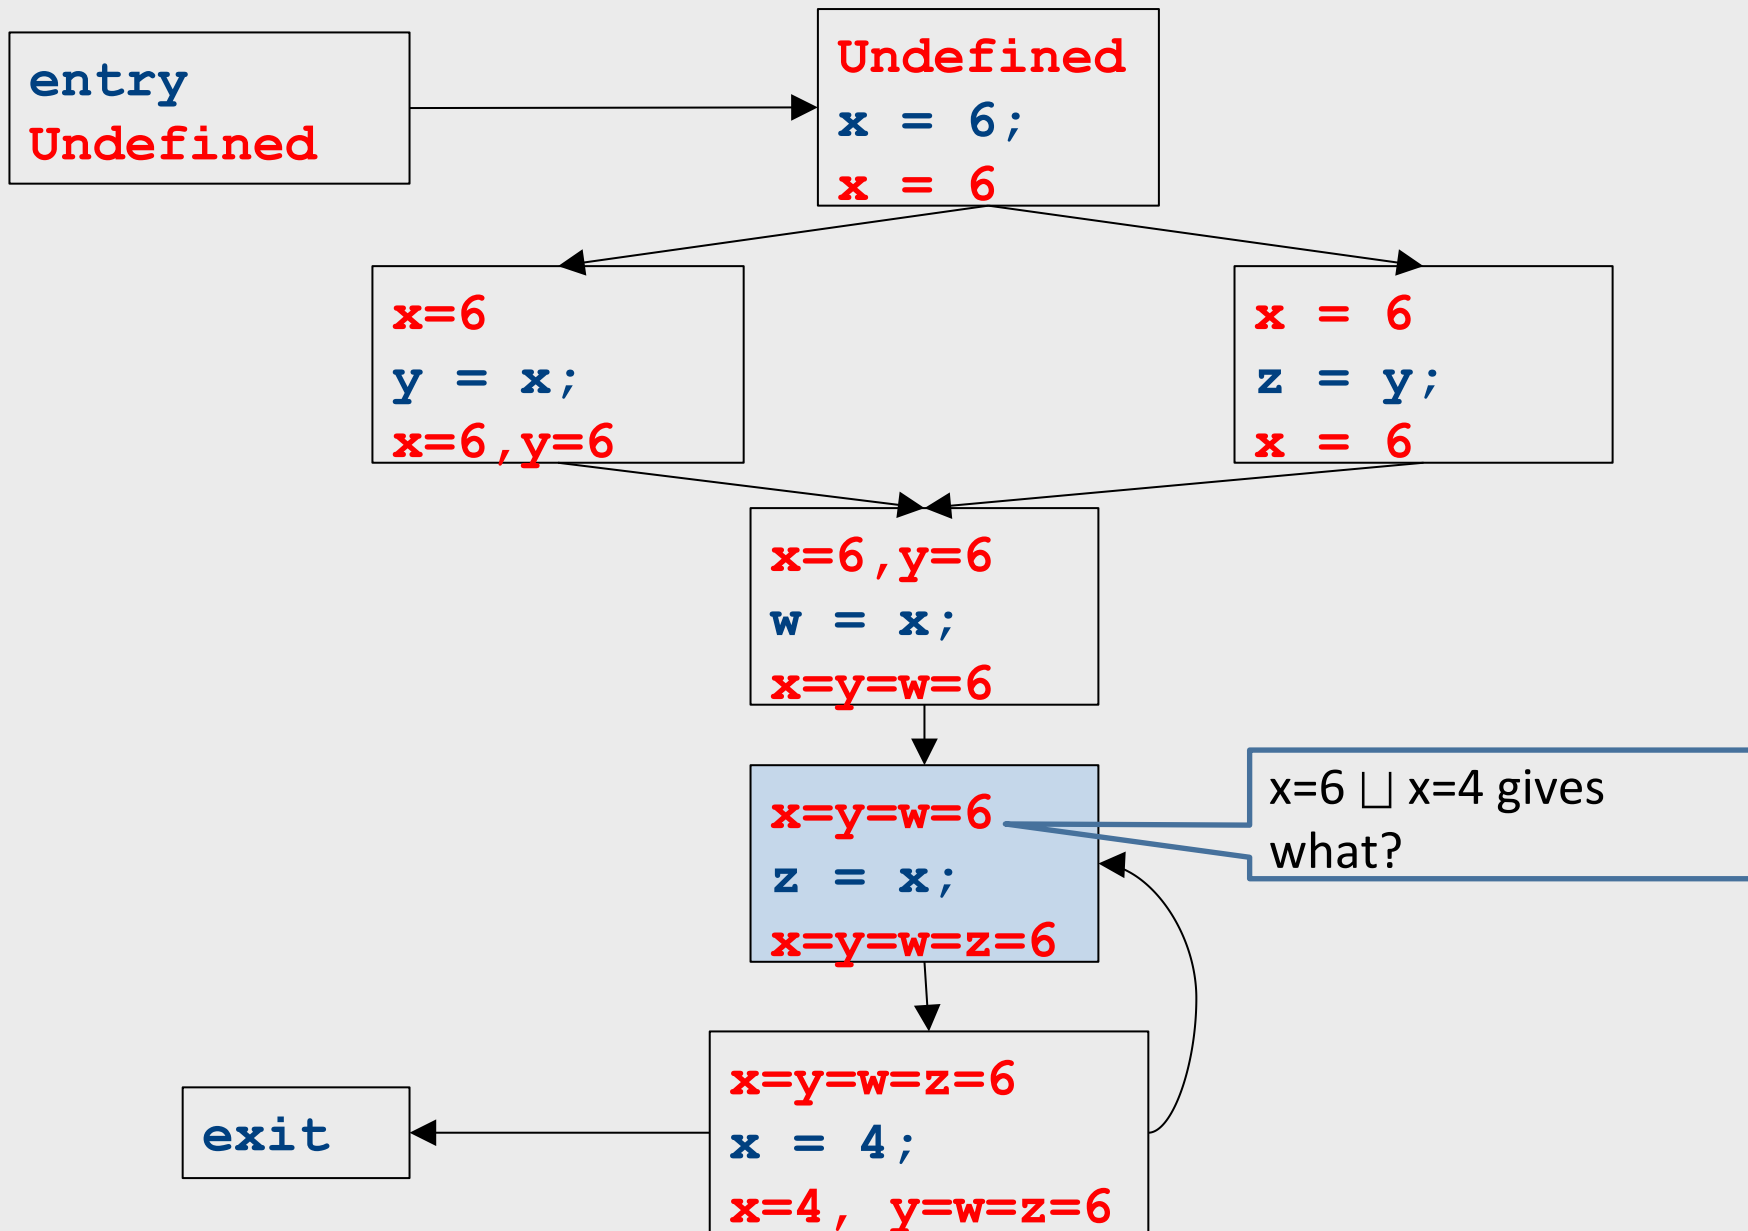 entry
Undefined
Undefined
x = 6;
x = 6
x=6
y = x;
x=6,y=6
x = 6
z = y;
x = 6
x=6,y=6
w = x;
x=y=w=6
x=y=w=6
z = x;
x=y=w=z=6
x=6 ⨆ x=4 gives
what?
x=y=w=z=6
x = 4;
x=4, y=w=z=6
exit